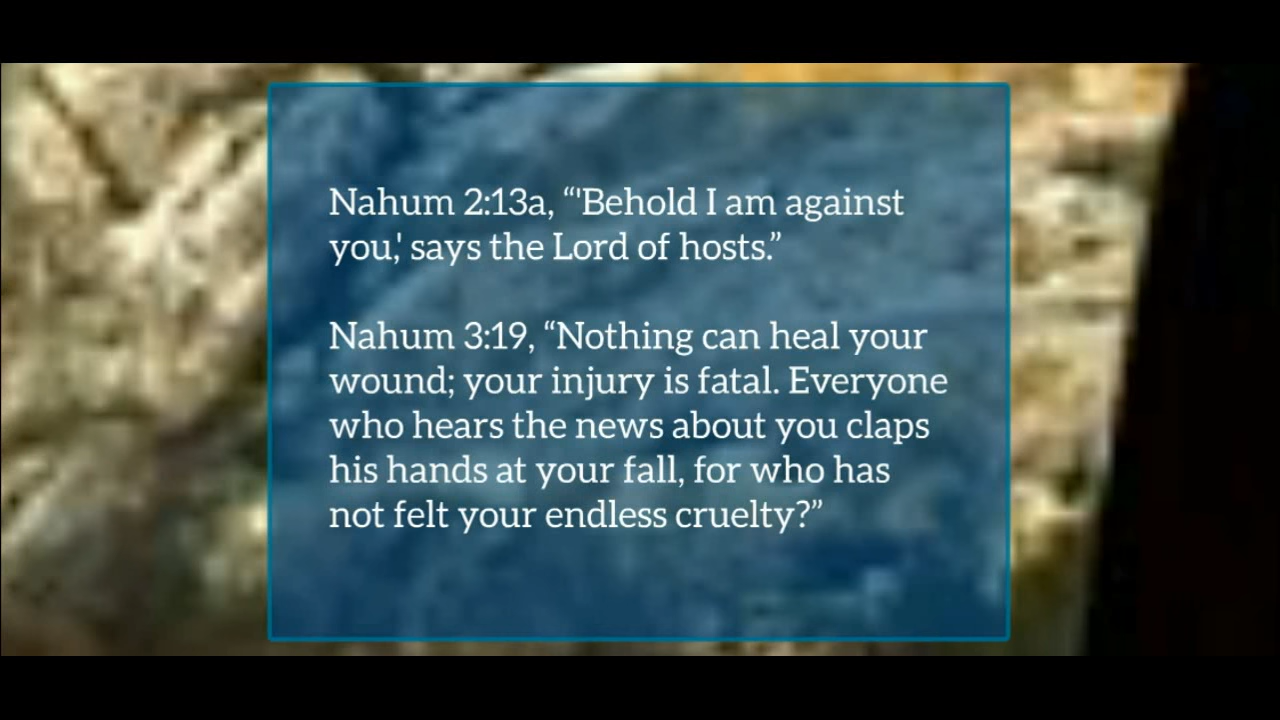 Nahum 2:13a, “'Behold I am against
you,' says the Lord of hosts.”
Nahum 3:19, “Nothing can heal your
wound; your injury is fatal. Everyone
who hears the news about you claps
his hands at your fall, for who has
not felt your endless cruelty?”